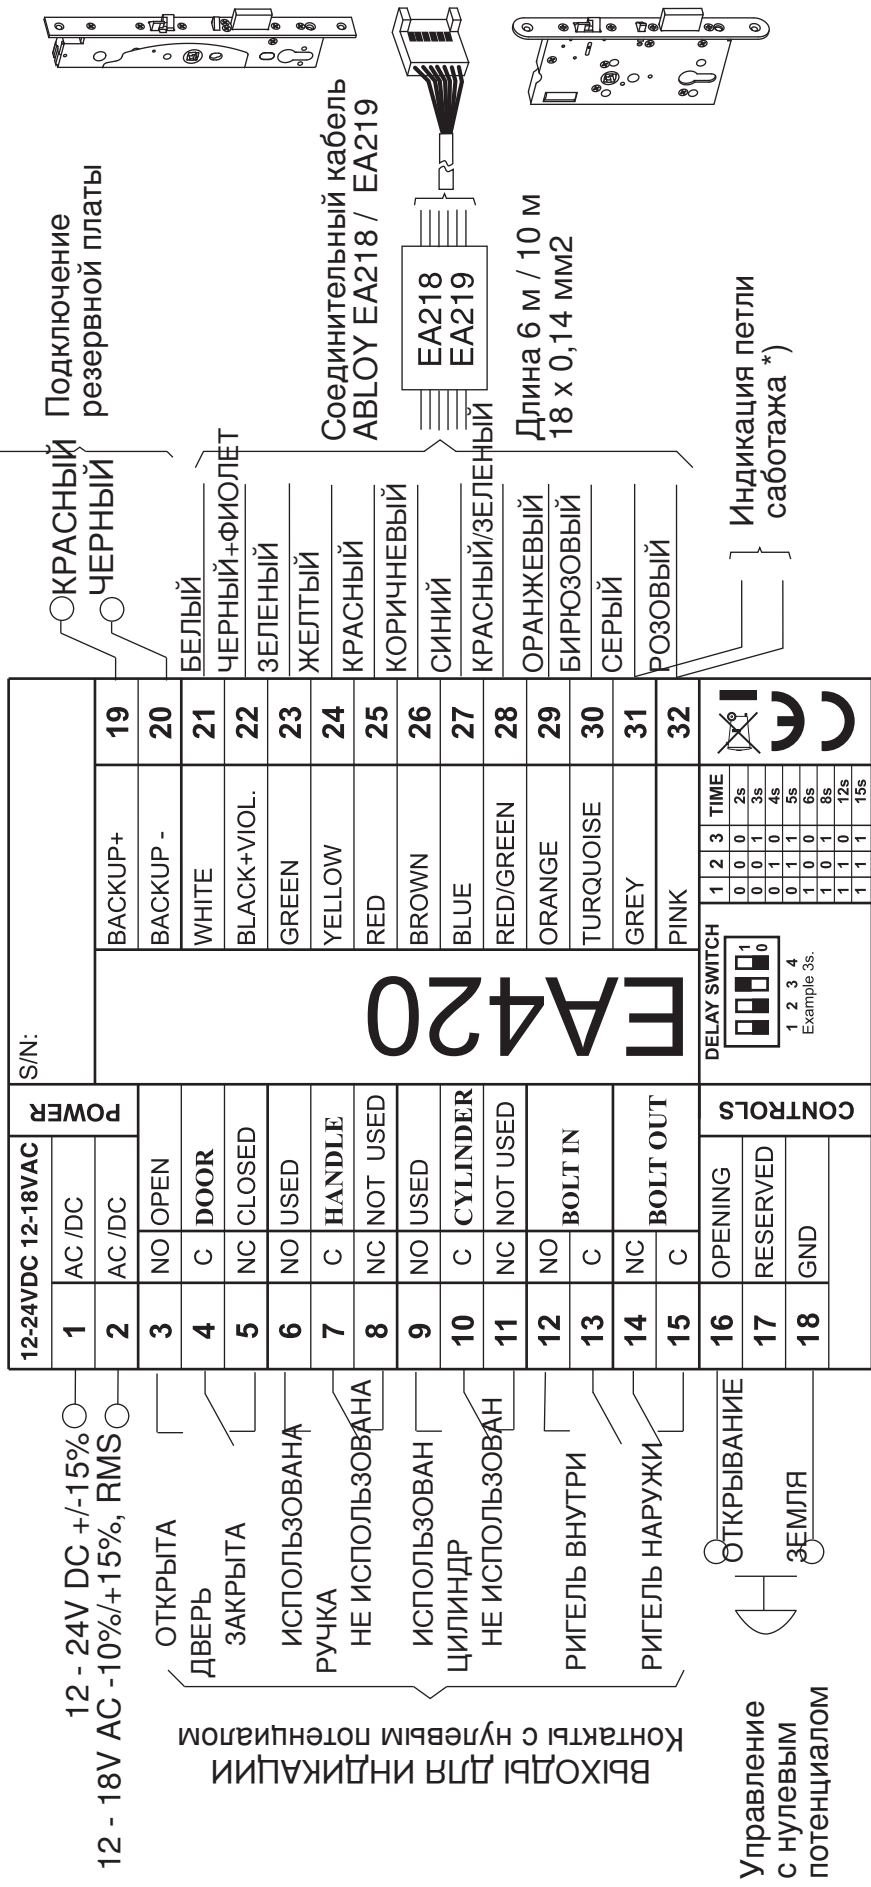 12 - 24V DC +/-15%
12 - 18V AC -10%/+15%, RMS
ОТКРЫТА
ДВЕРЬ
ЗАКРЫТА
ИСПОЛЬЗОВАНА
РУЧКА
НЕ ИСПОЛЬЗОВАНА
ИСПОЛЬЗОВАН
ЦИЛИНДР
НЕ ИСПОЛЬЗОВАН
РИГЕЛЬ ВНУТРИ
РИГЕЛЬ НАРУЖИ
ВЫХОДЫ ДЛЯ ИНДИКАЦИИ
Контакты с нулевым потенциалом
ОТКРЫВАНИЕ
ЗЕМЛЯ
Управление
с нулевым
потенциалом
12-24VDC 12-18VAC
POWER
S/N:
1 AC /DC
2 AC /DC
3 NO OPEN
4 C DOOR
5 NC CLOSED
6 NO USED
7 C HANDLE
8 NC NOT USED
9 NO USED
10 C CYLINDER
11 NC NOT USED
12 NO
BOLT IN
13 C
14 NC
BOLT OUT
15 C
16 OPENING
17 RESERVED
18 GND
CONTROLS
EA420
BACKUP+ 19
BACKUP - 20
WHITE 21
BLACK+VIOL. 22
GREEN 23
YELLOW 24
RED 25
BROWN 26
BLUE 27
RED/GREEN 28
ORANGE 29
TURQUOISE 30
GREY 31
PINK 32
DELAY SWITCH
1
0
1 2 3 4
Example 3s.
1 2 3 TIME
0 0 0 2s
0 0 1 3s
0 1 0 4s
0 1 1 5s
1 0 0 6s
1 0 1 8s
1 1 0 12s
1 1 1 15s
CE
КРАСНЫЙ
ЧЕРНЫЙ
Подключение
резервной платы
БЕЛЫЙ
ЧЕРНЫЙ+ФИОЛЕТ
ЗЕЛЕНЫЙ
ЖЕЛТЫЙ
КРАСНЫЙ
КОРИЧНЕВЫЙ
СИНИЙ
КРАСНЫЙ/ЗЕЛЕНЫЙ
ОРАНЖЕВЫЙ
БИРЮЗОВЫЙ
СЕРЫЙ
РОЗОВЫЙ
Соединительный кабель
ABLOY EA218 / EA219
EA218
EA219
Длина 6 м / 10 м
18 x 0,14 мм2
Индикация петли
саботажа *)